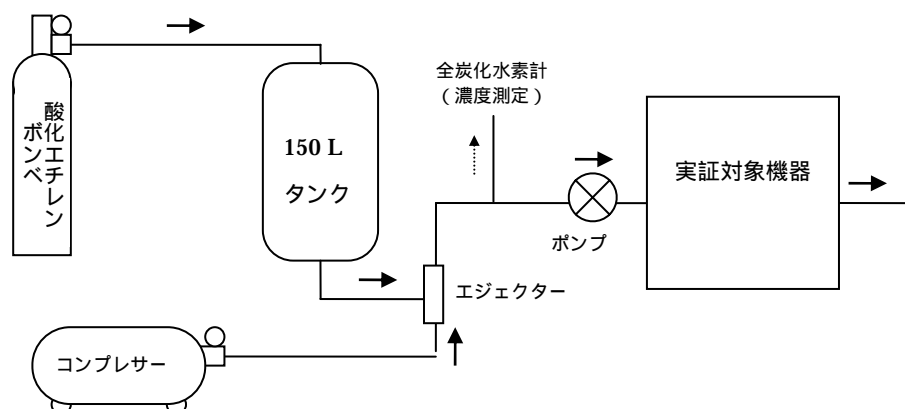 酸化エチレン
ボンベ
150 L
タンク
全炭化水素計
（濃度測定）
実証対象機器
ポンプ
エジェクター
コンプレサー